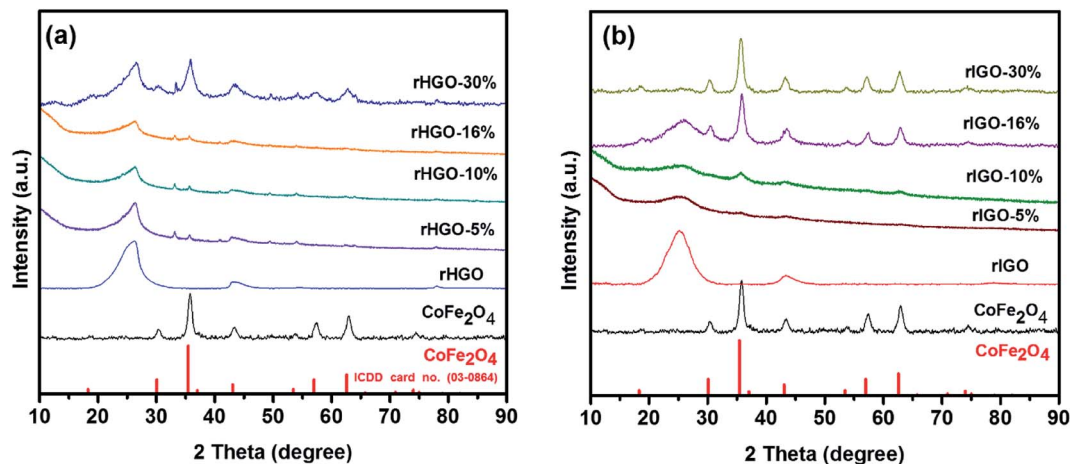 (a)
rHGO-30%
rHGO-16%
rHGO-10%
rHGO-5%
rHGO
CoFe₂O₄
CoFe₂O₄
ICDD card no. (03-0864)
Intensity (a.u.)
10 20 30 40 50 60 70 80 90
2 Theta (degree)
(b)
rIGO-30%
rIGO-16%
rIGO-10%
rIGO-5%
rIGO
CoFe₂O₄
CoFe₂O₄
Intensity (a.u.)
10 20 30 40 50 60 70 80 90
2 Theta (degree)